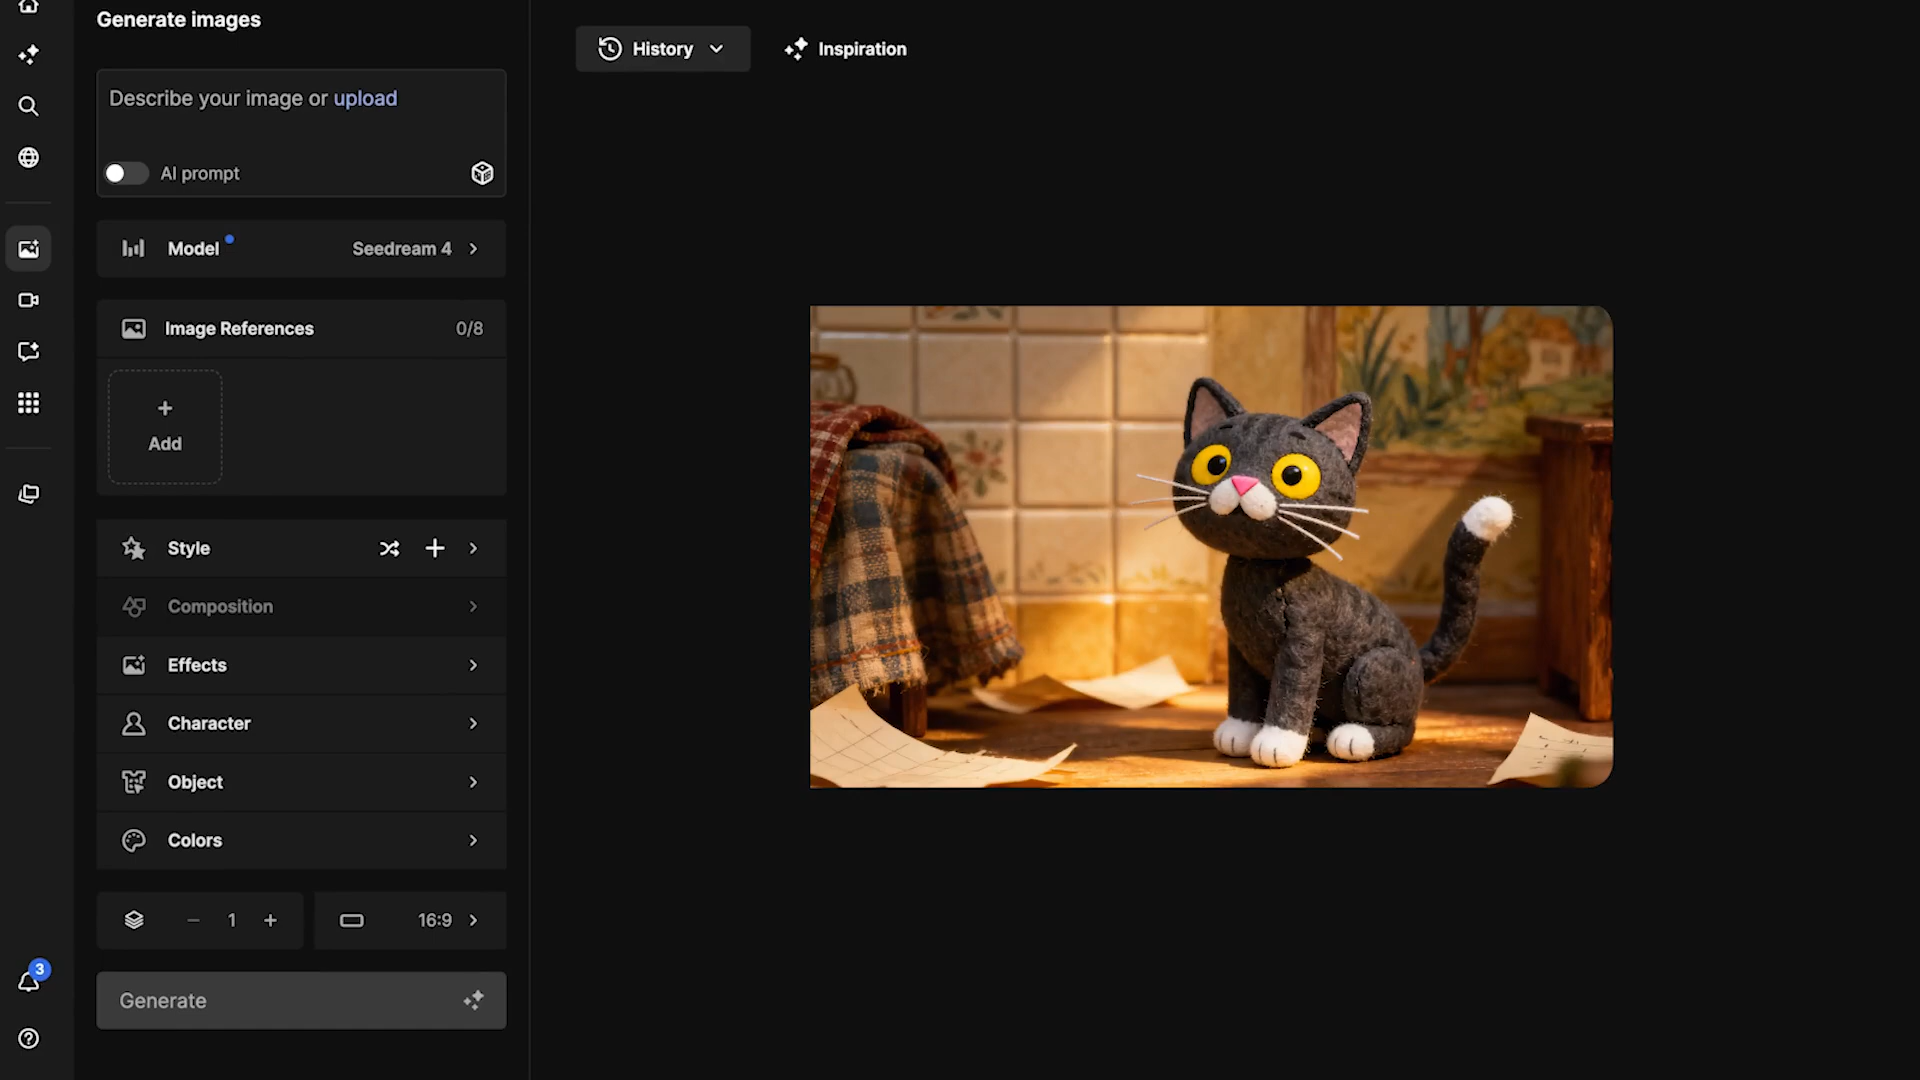 Generate images
History
Inspiration
Describe your image or upload
AI prompt
Model
Seedream 4
Image References
0/8
+
Add
Style
Composition
Effects
Character
Object
Colors
− 1 +
16:9
3
Generate